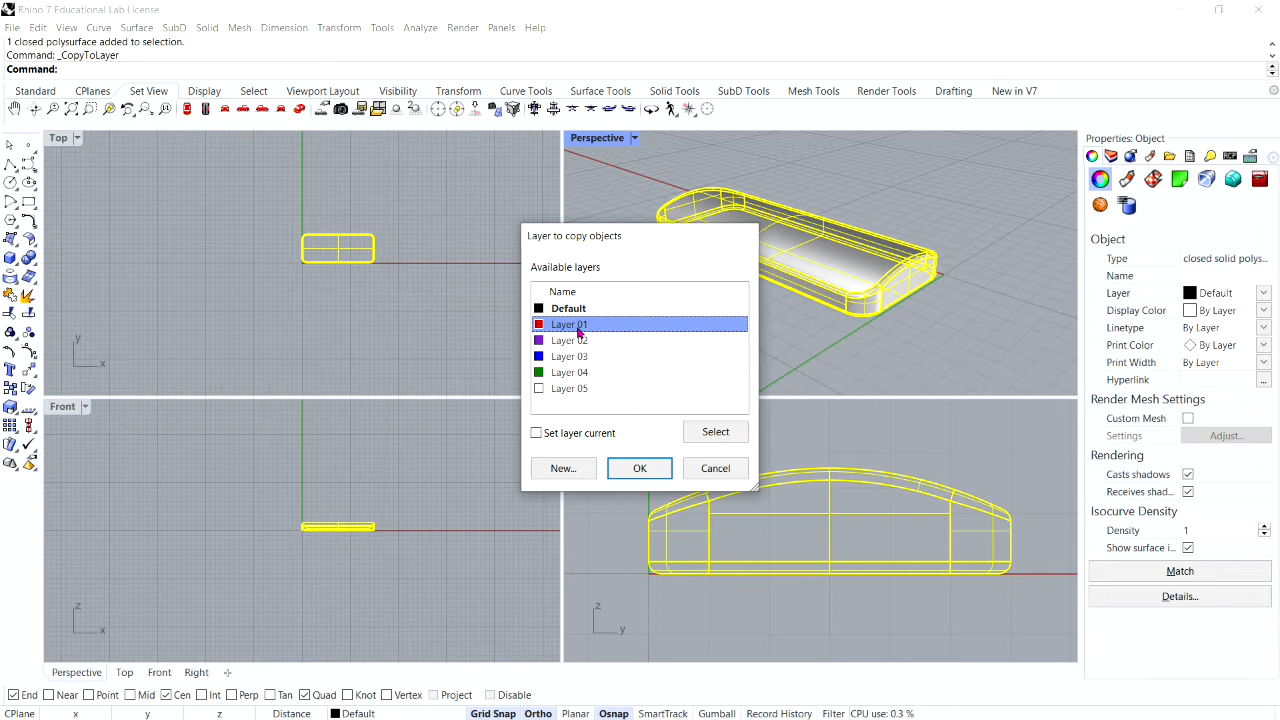 Rhino 7 Educational Lab License
File Edit View Curve Surface SubD Solid Mesh Dimension Transform Tools Analyze Render Panels Help
1 closed polysurface added to selection.
Command: _CopyToLayer
Command:
Standard CPlanes Set View Display Select Viewport Layout Visibility Transform Curve Tools Surface Tools Solid Tools SubD Tools Mesh Tools Render Tools Drafting New in V7
Top
Perspective
Properties: Object
y
x
Front
z
x
z
y
Layer to copy objects
Available layers
Name
Default
Layer 01
Layer 02
Layer 03
Layer 04
Layer 05
Set layer current
Select
New...
OK
Cancel
Object
Type closed solid polys...
Name
Layer Default
Display Color By Layer
Linetype By Layer
Print Color By Layer
Print Width By Layer
Hyperlink ...
Render Mesh Settings
Custom Mesh
Settings Adjust...
Rendering
Casts shadows
Receives shad...
Isocurve Density
Density 1
Show surface i...
Match
Details...
Perspective Top Front Right
End Near Point Mid Cen Int Perp Tan Quad Knot Vertex Project Disable
CPlane x y z Distance Default Grid Snap Ortho Planar Osnap SmartTrack Gumball Record History Filter CPU use: 0.3 %